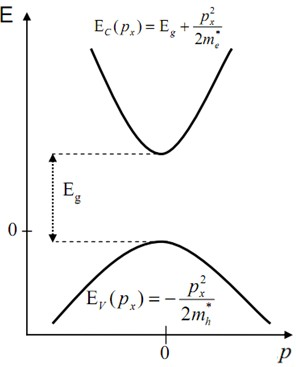 E
E_C(p_x) = E_g + p_x^2 / 2m_e^*
E_g
0
E_V(p_x) = - p_x^2 / 2m_h^*
0
p